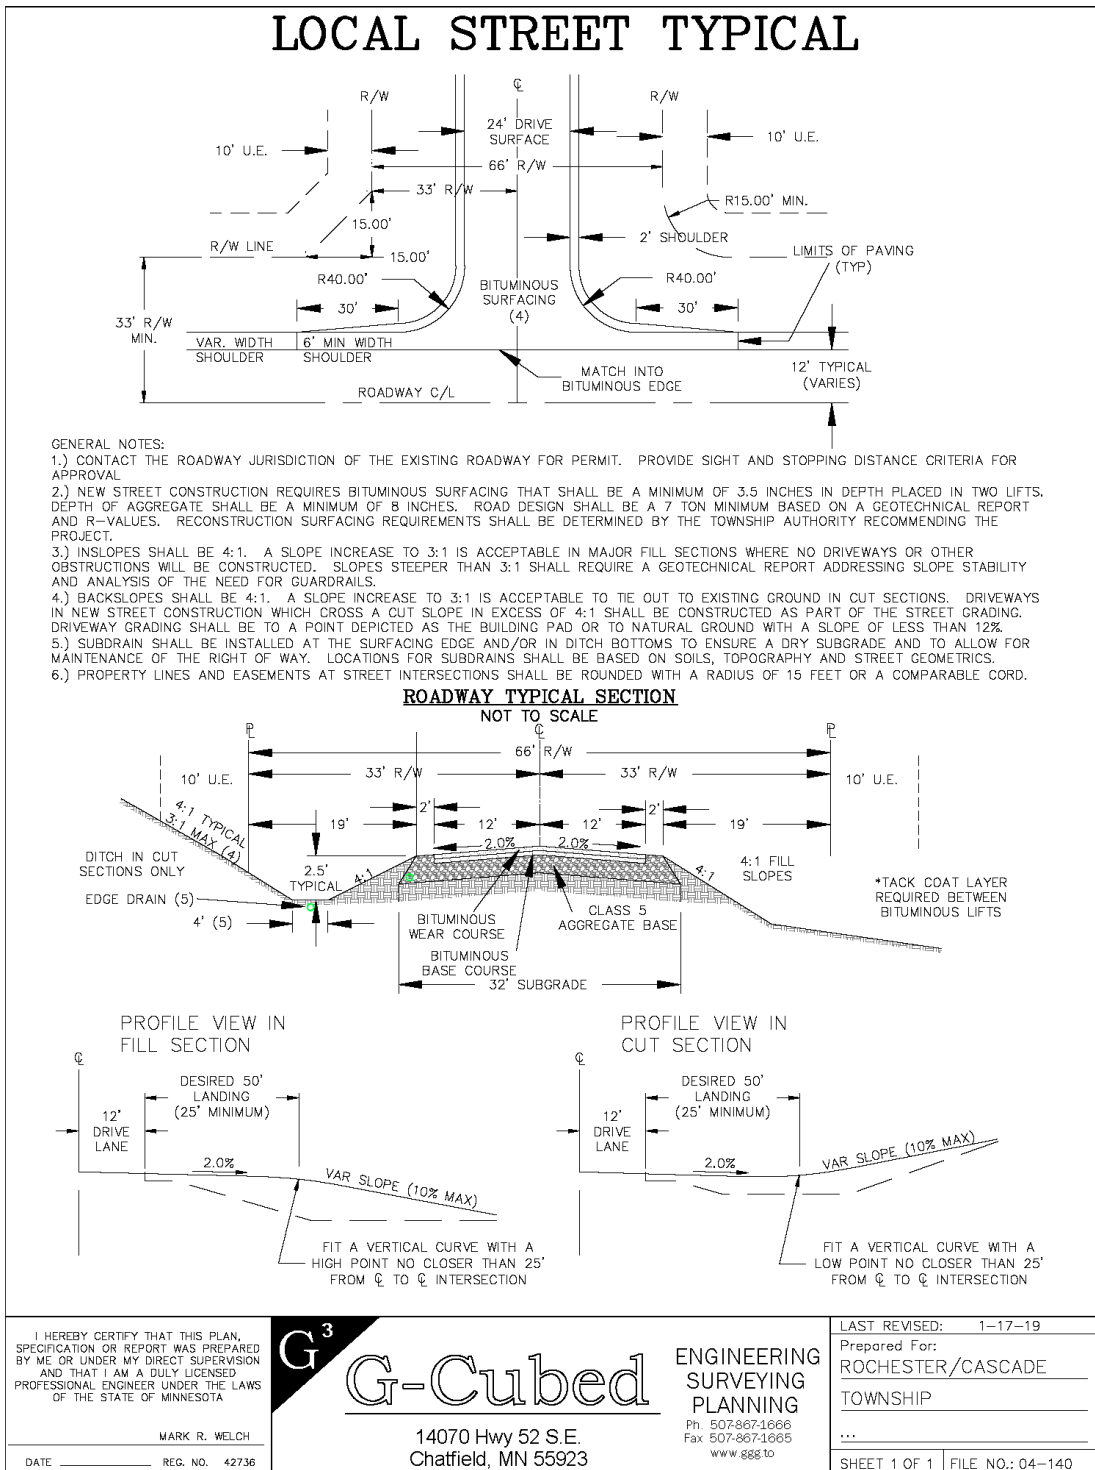 LOCAL STREET TYPICAL
℄
R/W
R/W
24' DRIVE
SURFACE
10' U.E.
10' U.E.
66' R/W
33' R/W
R15.00' MIN.
15.00'
2' SHOULDER
R/W LINE
15.00'
LIMITS OF PAVING
(TYP)
R40.00'
BITUMINOUS
SURFACING
(4)
R40.00'
30'
30'
33' R/W
MIN.
VAR. WIDTH
SHOULDER
6' MIN WIDTH
SHOULDER
12' TYPICAL
(VARIES)
MATCH INTO
BITUMINOUS EDGE
ROADWAY C/L
GENERAL NOTES:
1.) CONTACT THE ROADWAY JURISDICTION OF THE EXISTING ROADWAY FOR PERMIT. PROVIDE SIGHT AND STOPPING DISTANCE CRITERIA FOR
APPROVAL
2.) NEW STREET CONSTRUCTION REQUIRES BITUMINOUS SURFACING THAT SHALL BE A MINIMUM OF 3.5 INCHES IN DEPTH PLACED IN TWO LIFTS.
DEPTH OF AGGREGATE SHALL BE A MINIMUM OF 8 INCHES. ROAD DESIGN SHALL BE A 7 TON MINIMUM BASED ON A GEOTECHNICAL REPORT
AND R-VALUES. RECONSTRUCTION SURFACING REQUIREMENTS SHALL BE DETERMINED BY THE TOWNSHIP AUTHORITY RECOMMENDING THE
PROJECT.
3.) INSLOPES SHALL BE 4:1. A SLOPE INCREASE TO 3:1 IS ACCEPTABLE IN MAJOR FILL SECTIONS WHERE NO DRIVEWAYS OR OTHER
OBSTRUCTIONS WILL BE CONSTRUCTED. SLOPES STEEPER THAN 3:1 SHALL REQUIRE A GEOTECHNICAL REPORT ADDRESSING SLOPE STABILITY
AND ANALYSIS OF THE NEED FOR GUARDRAILS.
4.) BACKSLOPES SHALL BE 4:1. A SLOPE INCREASE TO 3:1 IS ACCEPTABLE TO TIE OUT TO EXISTING GROUND IN CUT SECTIONS. DRIVEWAYS
IN NEW STREET CONSTRUCTION WHICH CROSS A CUT SLOPE IN EXCESS OF 4:1 SHALL BE CONSTRUCTED AS PART OF THE STREET GRADING.
DRIVEWAY GRADING SHALL BE TO A POINT DEPICTED AS THE BUILDING PAD OR TO NATURAL GROUND WITH A SLOPE OF LESS THAN 12%.
5.) SUBDRAIN SHALL BE INSTALLED AT THE SURFACING EDGE AND/OR IN DITCH BOTTOMS TO ENSURE A DRY SUBGRADE AND TO ALLOW FOR
MAINTENANCE OF THE RIGHT OF WAY. LOCATIONS FOR SUBDRAINS SHALL BE BASED ON SOILS, TOPOGRAPHY AND STREET GEOMETRICS.
6.) PROPERTY LINES AND EASEMENTS AT STREET INTERSECTIONS SHALL BE ROUNDED WITH A RADIUS OF 15 FEET OR A COMPARABLE CORD.
ROADWAY TYPICAL SECTION
NOT TO SCALE
PL
℄
PL
66' R/W
10' U.E.
33' R/W
33' R/W
10' U.E.
2'
2'
19'
12'
12'
19'
4:1 TYPICAL
3:1 MAX (4)
2.0%
2.0%
DITCH IN CUT
SECTIONS ONLY
2.5'
TYPICAL
4:1
4:1
4:1 FILL
SLOPES
EDGE DRAIN (5)
*TACK COAT LAYER
REQUIRED BETWEEN
BITUMINOUS LIFTS
4' (5)
BITUMINOUS
WEAR COURSE
CLASS 5
AGGREGATE BASE
BITUMINOUS
BASE COURSE
32' SUBGRADE
PROFILE VIEW IN
FILL SECTION
℄
DESIRED 50'
LANDING
(25' MINIMUM)
12'
DRIVE
LANE
2.0%
VAR SLOPE (10% MAX)
FIT A VERTICAL CURVE WITH A
HIGH POINT NO CLOSER THAN 25'
FROM ℄ TO ℄ INTERSECTION
PROFILE VIEW IN
CUT SECTION
℄
DESIRED 50'
LANDING
(25' MINIMUM)
12'
DRIVE
LANE
2.0%
VAR SLOPE (10% MAX)
FIT A VERTICAL CURVE WITH A
LOW POINT NO CLOSER THAN 25'
FROM ℄ TO ℄ INTERSECTION
I HEREBY CERTIFY THAT THIS PLAN,
SPECIFICATION OR REPORT WAS PREPARED
BY ME OR UNDER MY DIRECT SUPERVISION
AND THAT I AM A DULY LICENSED
PROFESSIONAL ENGINEER UNDER THE LAWS
OF THE STATE OF MINNESOTA
MARK R. WELCH
DATE REG. NO. 42736
G³
G-Cubed
14070 Hwy 52 S.E.
Chatfield, MN 55923
ENGINEERING
SURVEYING
PLANNING
Ph. 507-867-1666
Fax 507-867-1665
www.ggg.to
LAST REVISED: 1-17-19
Prepared For:
ROCHESTER/CASCADE
TOWNSHIP
...
SHEET 1 OF 1 FILE NO.: 04-140